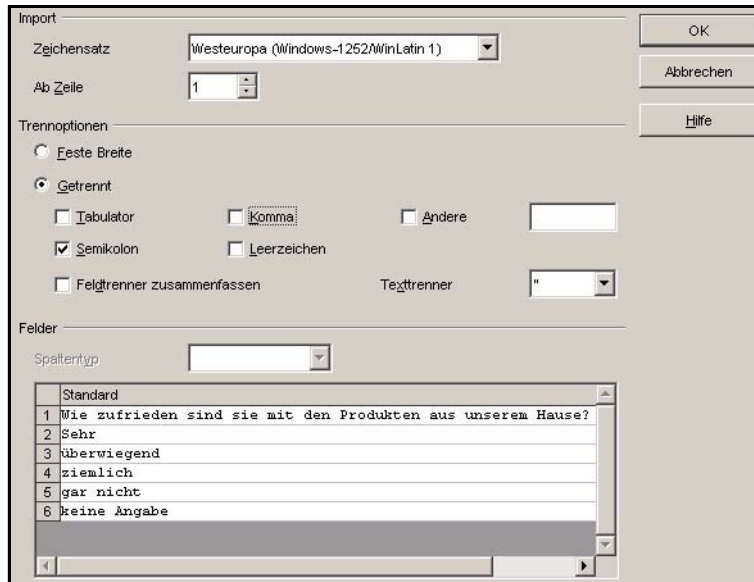 Import
OK
Zeichensatz Westeuropa (Windows-1252/WinLatin 1)
Abbrechen
Ab Zeile 1
Trennoptionen
Hilfe
Feste Breite
Getrennt
Tabulator Komma Andere
Semikolon Leerzeichen
Feldtrenner zusammenfassen Texttrenner "
Felder
Spaltentyp
Standard
1 Wie zufrieden sind sie mit den Produkten aus unserem Hause?
2 Sehr
3 überwiegend
4 ziemlich
5 gar nicht
6 keine Angabe